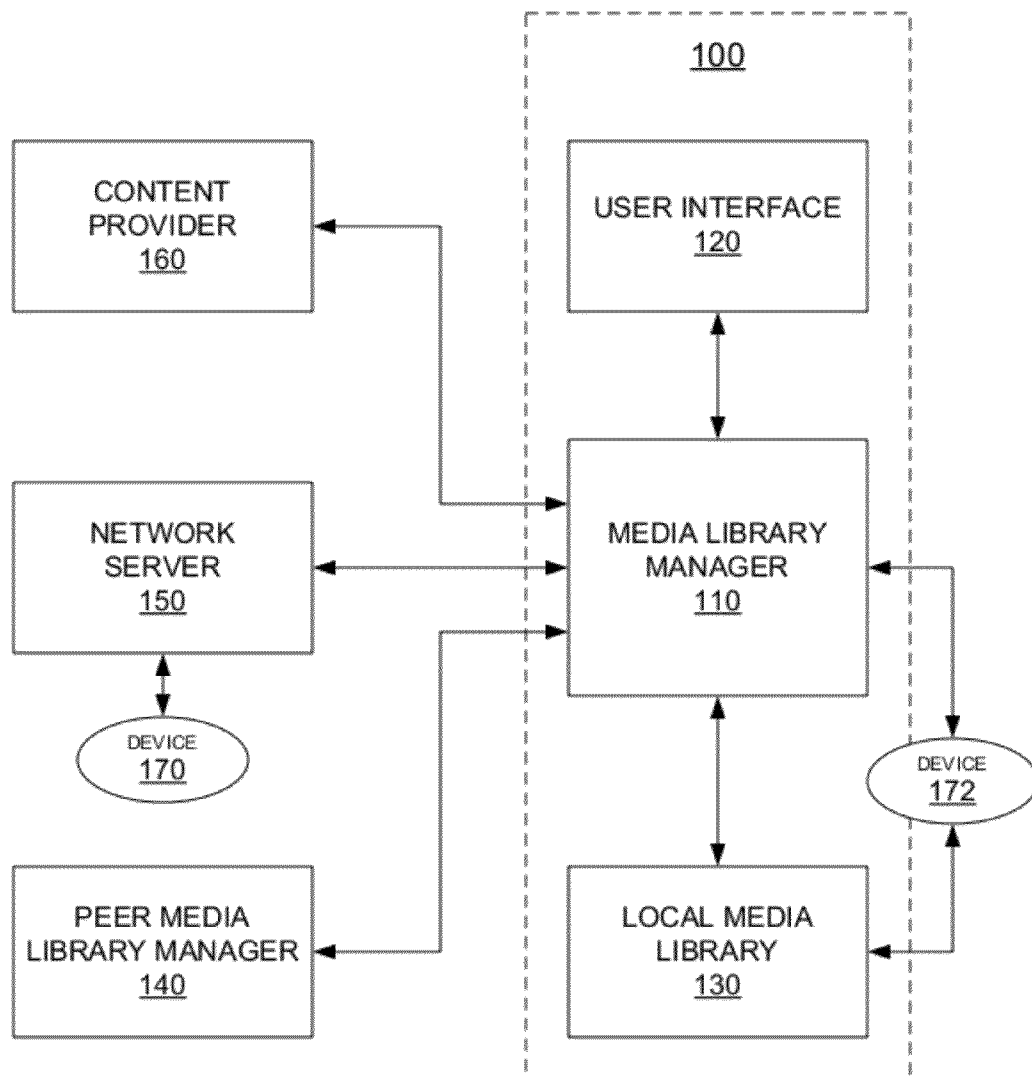 100
CONTENT
PROVIDER
160
USER INTERFACE
120
NETWORK
SERVER
150
MEDIA LIBRARY
MANAGER
110
DEVICE
170
DEVICE
172
PEER MEDIA
LIBRARY MANAGER
140
LOCAL MEDIA
LIBRARY
130